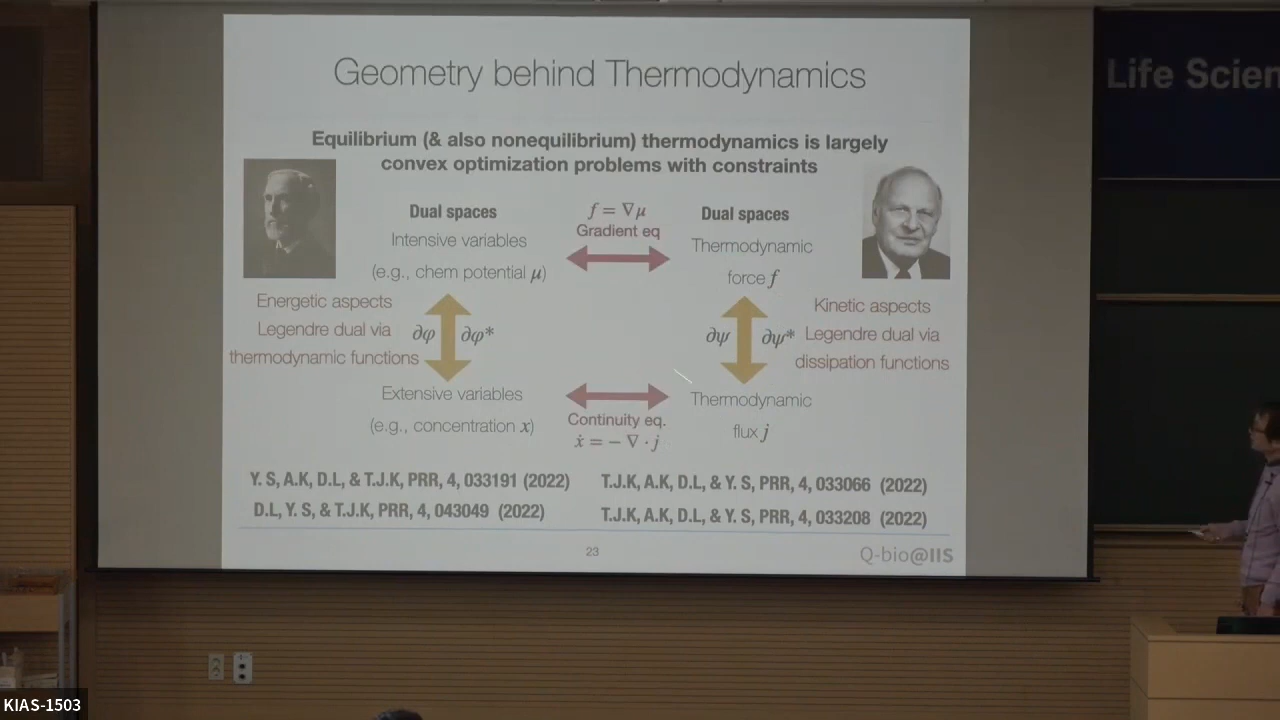 Geometry behind Thermodynamics
Life Scien
Equilibrium (& also nonequilibrium) thermodynamics is largely
convex optimization problems with constraints
Dual spaces
Intensive variables
(e.g., chem potential μ)
f = ∇μ
Gradient eq
Dual spaces
Thermodynamic
force f
Energetic aspects
Legendre dual via
thermodynamic functions
∂φ
∂φ*
∂ψ
∂ψ*
Kinetic aspects
Legendre dual via
dissipation functions
Extensive variables
(e.g., concentration x)
Continuity eq.
ẋ = − ∇ · j
Thermodynamic
flux j
Y. S, A.K, D.L, & T.J.K, PRR, 4, 033191 (2022)
D.L, Y. S, & T.J.K, PRR, 4, 043049 (2022)
T.J.K, A.K, D.L, & Y. S, PRR, 4, 033066 (2022)
T.J.K, A.K, D.L, & Y. S, PRR, 4, 033208 (2022)
23
Q-bio@IIS
KIAS-1503